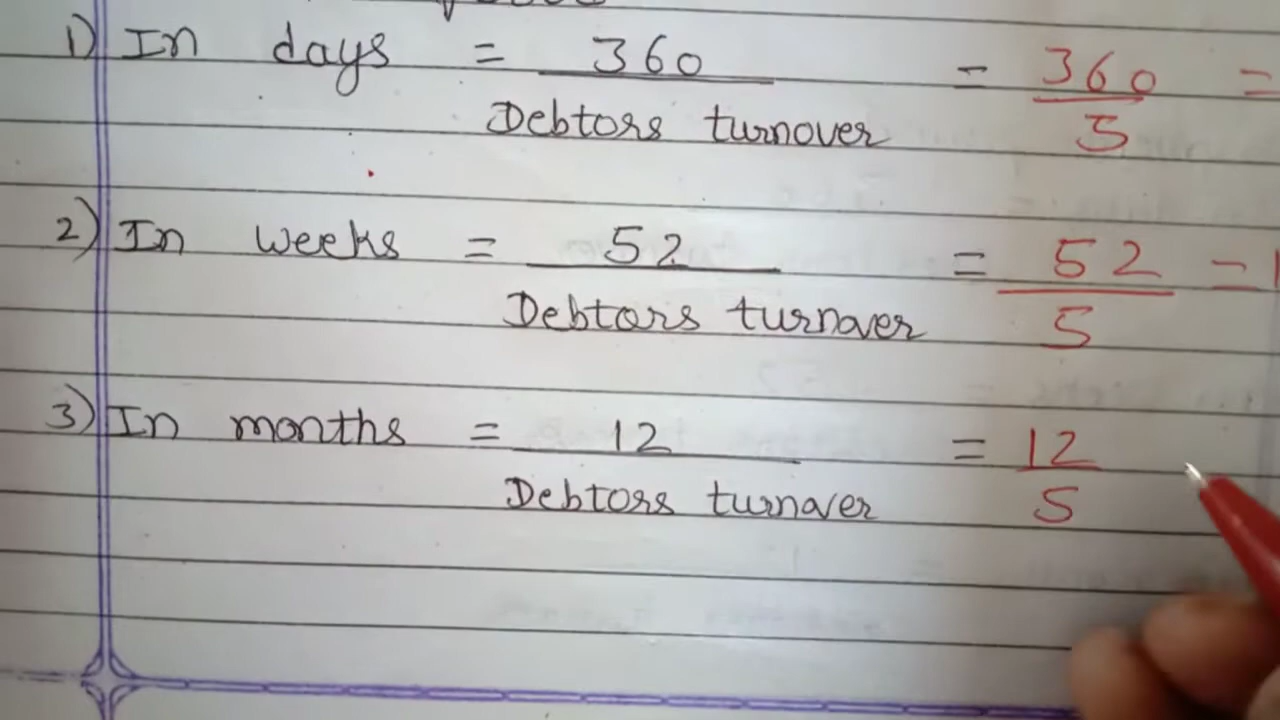 1) In days = 360 / Debtors turnover = 360 / 5 =
2) In weeks = 52 / Debtors turnover = 52 / 5 =
3) In months = 12 / Debtors turnover = 12 / 5